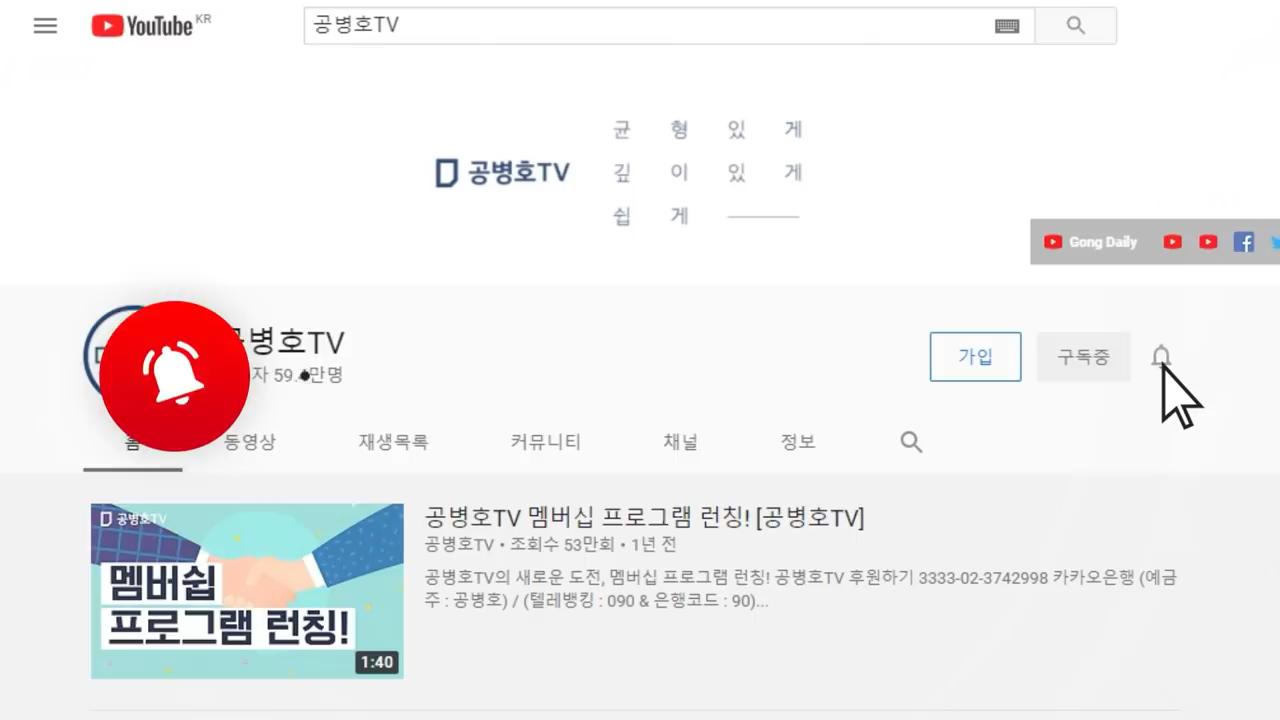 YouTube KR
공병호TV
균 형 있 게
공병호TV
깊 이 있 게
쉽 게
Gong Daily
병호TV
가입
구독중
자 59.4만명
홈 동영상 재생목록 커뮤니티 채널 정보
공병호TV
멤버쉽
프로그램 런칭!
1:40
공병호TV 멤버십 프로그램 런칭! [공병호TV]
공병호TV • 조회수 53만회 • 1년 전
공병호TV의 새로운 도전, 멤버십 프로그램 런칭! 공병호TV 후원하기 3333-02-3742998 카카오은행 (예금
주 : 공병호) / (텔레뱅킹 : 090 & 은행코드 : 90)...